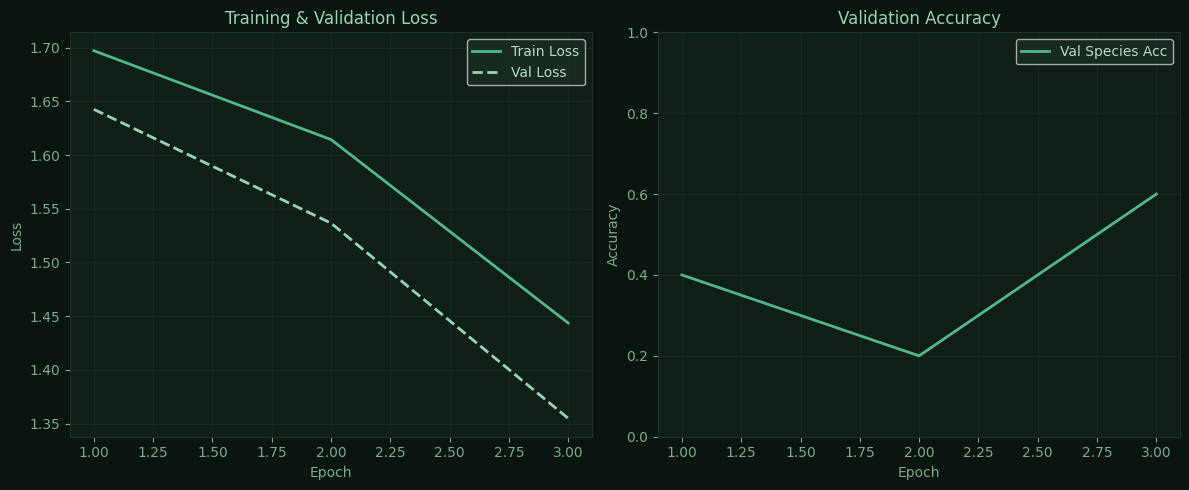 Training & Validation Loss
Train Loss
Val Loss
Loss
1.70
1.65
1.60
1.55
1.50
1.45
1.40
1.35
1.00 1.25 1.50 1.75 2.00 2.25 2.50 2.75 3.00
Epoch
Validation Accuracy
Val Species Acc
Accuracy
1.0
0.8
0.6
0.4
0.2
0.0
1.00 1.25 1.50 1.75 2.00 2.25 2.50 2.75 3.00
Epoch